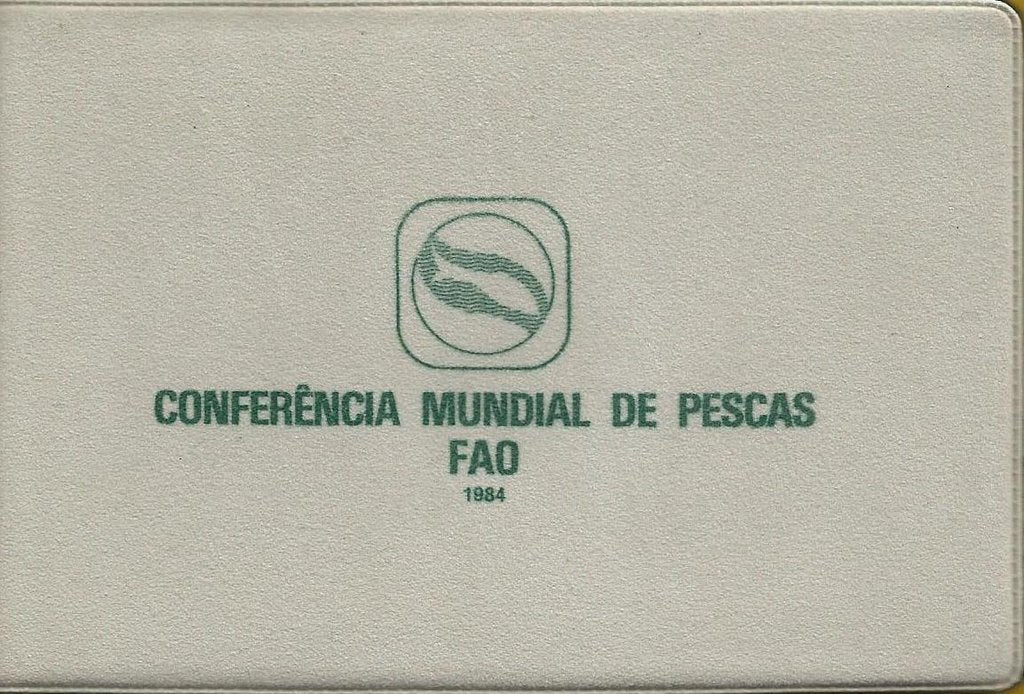 CONFERÊNCIA MUNDIAL DE PESCAS
FAO
1984